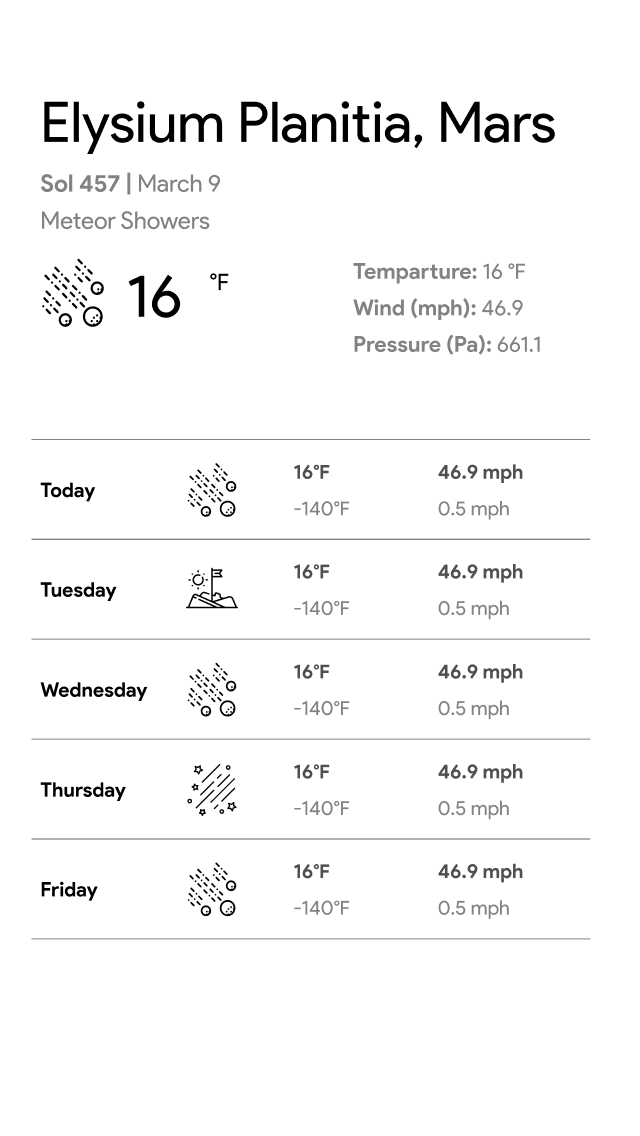 Elysium Planitia, Mars
Sol 457 | March 9
Meteor Showers
16 °F
Temparture: 16 °F
Wind (mph): 46.9
Pressure (Pa): 661.1
Today 16°F 46.9 mph
-140°F 0.5 mph
Tuesday 16°F 46.9 mph
-140°F 0.5 mph
Wednesday 16°F 46.9 mph
-140°F 0.5 mph
Thursday 16°F 46.9 mph
-140°F 0.5 mph
Friday 16°F 46.9 mph
-140°F 0.5 mph